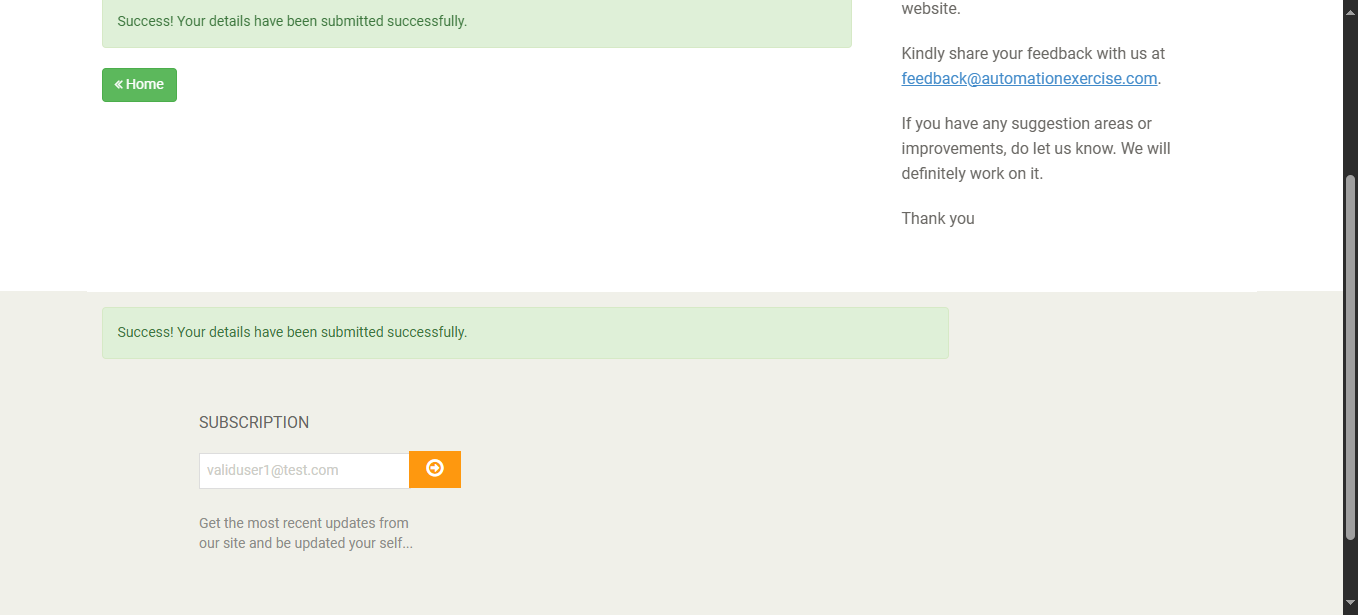 Success! Your details have been submitted successfully.
« Home
website.
Kindly share your feedback with us at
feedback@automationexercise.com.
If you have any suggestion areas or
improvements, do let us know. We will
definitely work on it.
Thank you
Success! Your details have been submitted successfully.
SUBSCRIPTION
validuser1@test.com
Get the most recent updates from
our site and be updated your self...